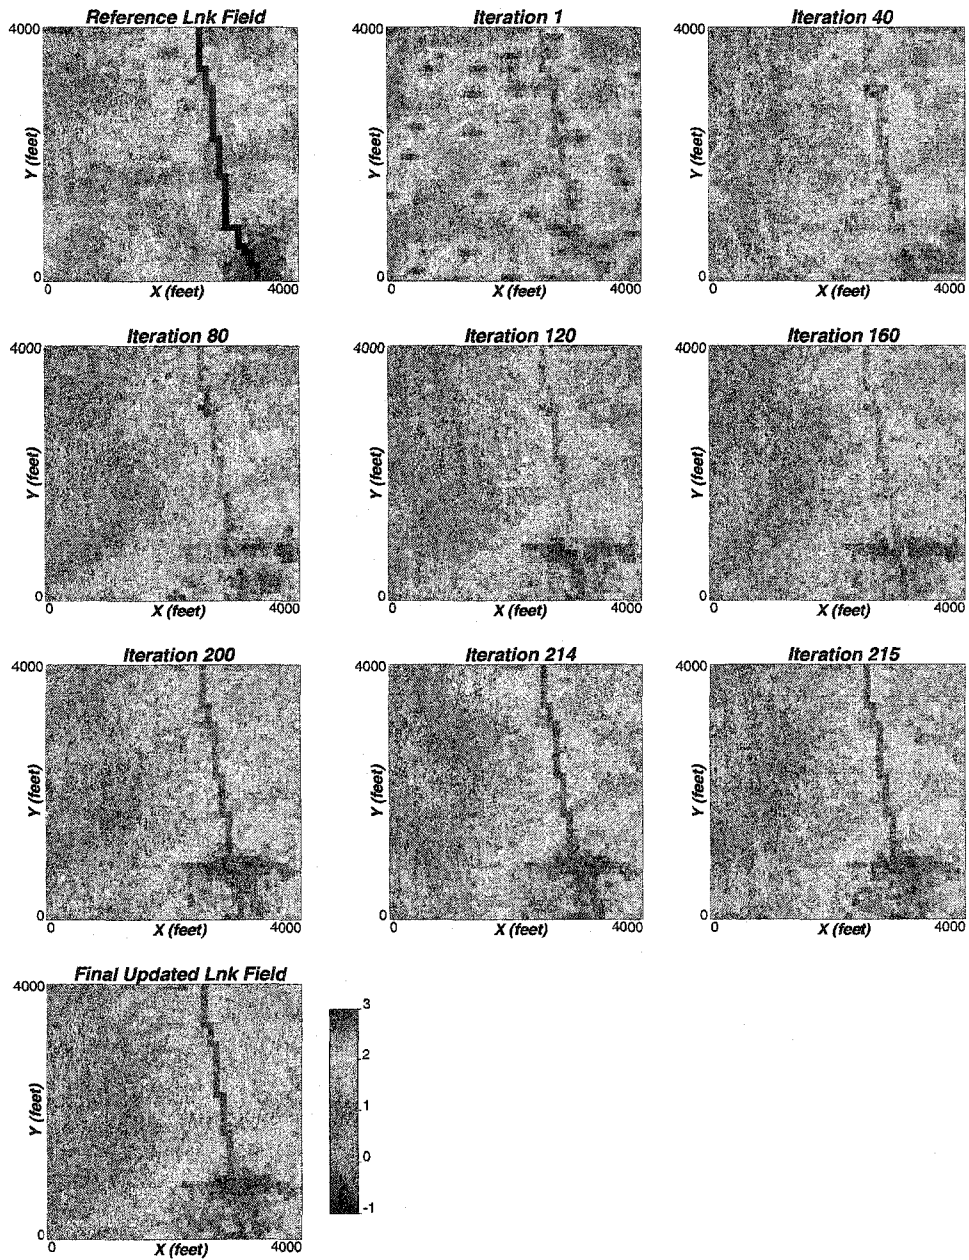 Reference Lnk Field
4000
Y (feet)
0
0
X (feet)
4000
Iteration 1
4000
Y (feet)
0
0
X (feet)
4000
Iteration 40
4000
Y (feet)
0
0
X (feet)
4000
Iteration 80
4000
Y (feet)
0
0
X (feet)
4000
Iteration 120
4000
Y (feet)
0
0
X (feet)
4000
Iteration 160
4000
Y (feet)
0
0
X (feet)
4000
Iteration 200
4000
Y (feet)
0
0
X (feet)
4000
Iteration 214
4000
Y (feet)
0
0
X (feet)
4000
Iteration 215
4000
Y (feet)
0
0
X (feet)
4000
Final Updated Lnk Field
4000
Y (feet)
0
0
X (feet)
4000
3
2
1
0
-1